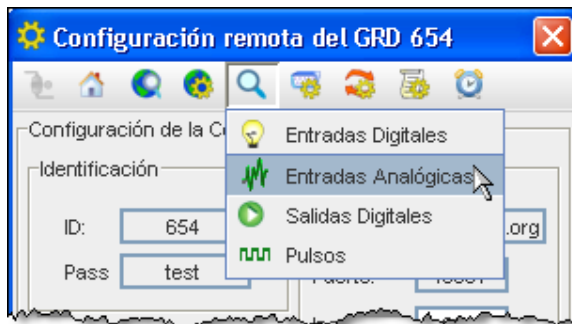 Configuración remota del GRD 654
Configuración de la
Entradas Digitales
Identificación
Entradas Analógicas
ID: 654
Salidas Digitales
.org
Pass test
Pulsos